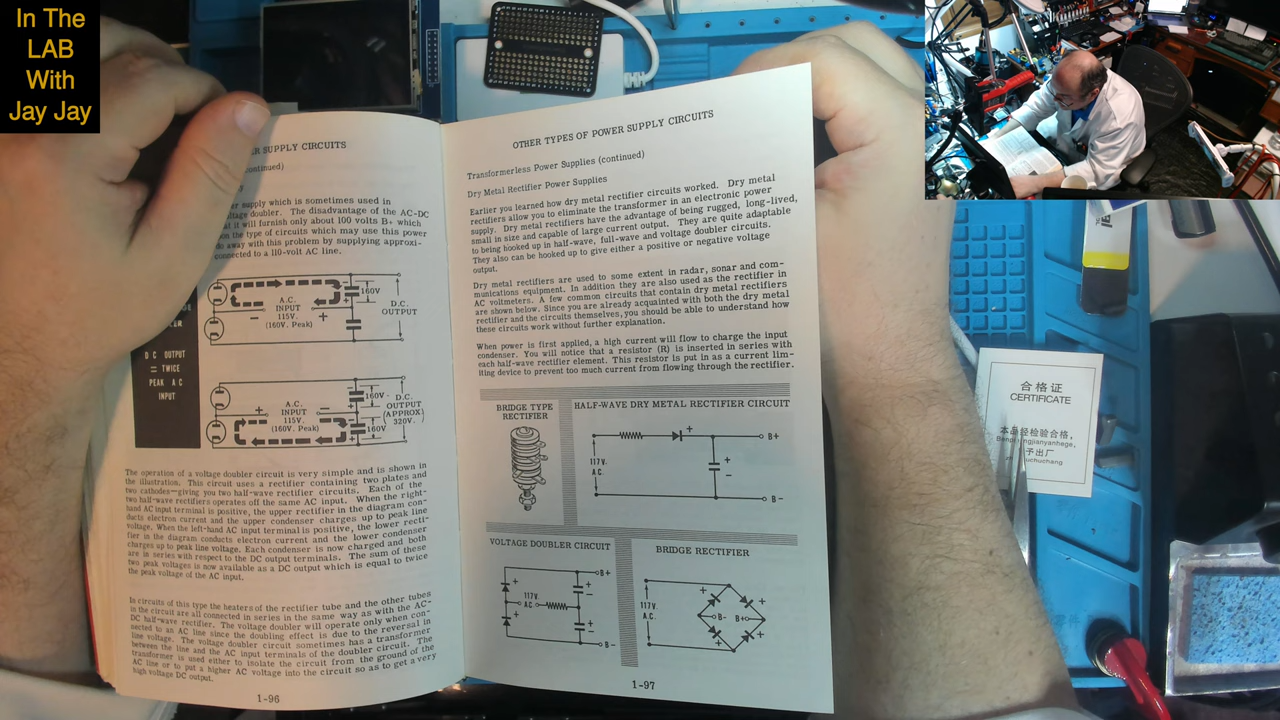 In The
LAB
With
Jay Jay
SUPPLY CIRCUITS
supply which is sometimes used in
doubler. The disadvantage of the AC-DC
it will furnish only about 100 volts B+ which
the type of circuits which may use this power
away with this problem by supplying approxi-
connected to a 110-volt AC line.
D C OUTPUT
= TWICE
PEAK A C
INPUT
A.C.
INPUT
115V.
(160V. Peak)
160V
D.C.
OUTPUT
- +
A.C.
INPUT
115V.
(160V. Peak)
160V
160V
D.C.
OUTPUT
(APPROX.
320V.)
+ -
The operation of a voltage doubler circuit is very simple and is shown in
the illustration. This circuit uses a rectifier containing two plates and
two cathodes—giving you two half-wave rectifier circuits. Each of the
two half-wave rectifiers operates off the same AC input. When the right-
hand AC input terminal is positive, the upper rectifier in the diagram con-
ducts electron current and the upper condenser charges up to peak line
voltage. When the left-hand AC input terminal is positive, the lower recti-
fier in the diagram conducts electron current and the lower condenser
charges up to peak line voltage. Each condenser is now charged and both
are in series with respect to the DC output terminals. The sum of these
two peak voltages is now available as a DC output which is equal to twice
the peak voltage of the AC input.
In circuits of this type the heaters of the rectifier tube and the other tubes
in the circuit are all connected in series in the same way as with the AC-
DC half-wave rectifier. The voltage doubler will operate only when con-
nected to an AC line since the doubling effect is due to the reversal in
line voltage. The voltage doubler circuit sometimes has a transformer
between the line and the AC input terminals of the doubler circuit. The
transformer is used either to isolate the circuit from the ground of the
AC line or to put a higher AC voltage into the circuit so as to get a very
high voltage DC output.
1-96
OTHER TYPES OF POWER SUPPLY CIRCUITS
Transformerless Power Supplies (continued)
Dry Metal Rectifier Power Supplies
Earlier you learned how dry metal rectifier circuits worked. Dry metal
rectifiers allow you to eliminate the transformer in an electronic power
supply. Dry metal rectifiers have the advantage of being rugged, long-lived,
small in size and capable of large current output. They are quite adaptable
to being hooked up in half-wave, full-wave and voltage doubler circuits.
They also can be hooked up to give either a positive or negative voltage
output.
Dry metal rectifiers are used to some extent in radar, sonar and com-
munications equipment. In addition they are also used as the rectifier in
AC voltmeters. A few common circuits that contain dry metal rectifiers
are shown below. Since you are already acquainted with both the dry metal
rectifier and the circuits themselves, you should be able to understand how
these circuits work without further explanation.
When power is first applied, a high current will flow to charge the input
condenser. You will notice that a resistor (R) is inserted in series with
each half-wave rectifier element. This resistor is put in as a current lim-
iting device to prevent too much current from flowing through the rectifier.
BRIDGE TYPE
RECTIFIER
HALF-WAVE DRY METAL RECTIFIER CIRCUIT
117V.
A.C.
+
B+
+
-
B-
VOLTAGE DOUBLER CIRCUIT
B+
+
117V.
AC
+
-
+
+
-
B-
BRIDGE RECTIFIER
117V.
A.C.
+ +
B- B+
+ +
1-97
合格证
CERTIFICATE
本品经检验合格,
予出厂